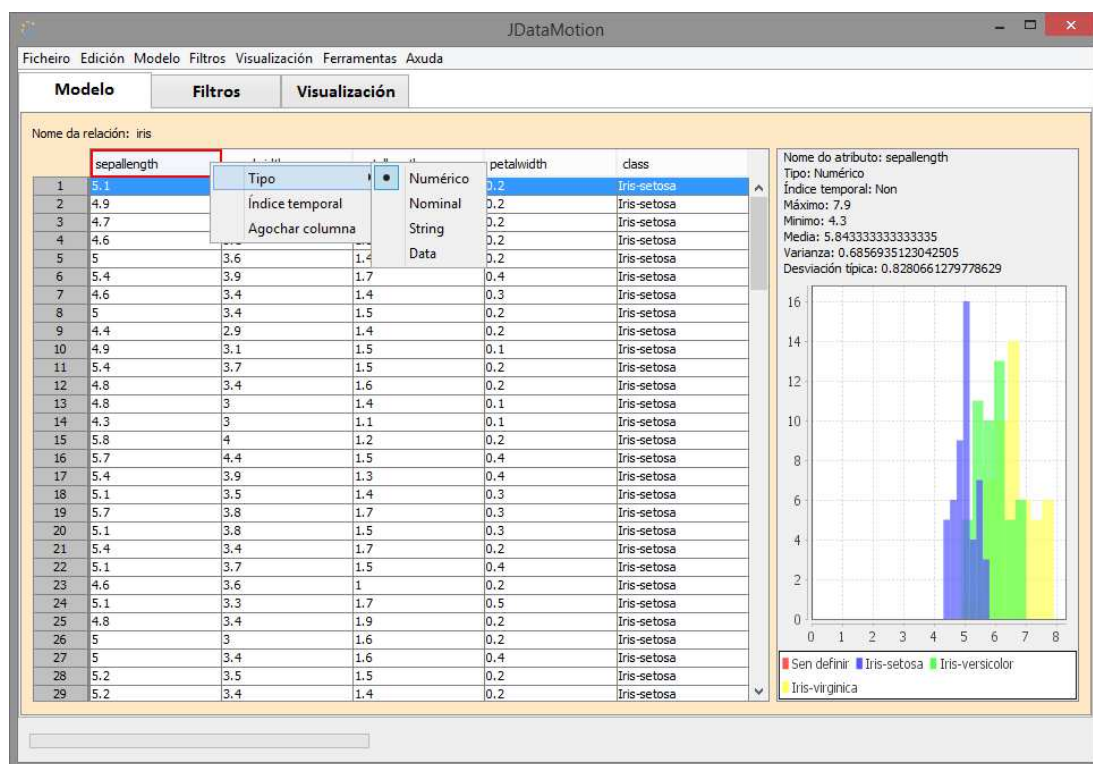 JDataMotion
Ficheiro Edición Modelo Filtros Visualización Ferramentas Axuda
Modelo Filtros Visualización
Nome da relación: iris
sepallength petalwidth class
1 5.1 0.2 Iris-setosa
2 4.9 0.2 Iris-setosa
3 4.7 0.2 Iris-setosa
4 4.6 0.2 Iris-setosa
5 5 3.6 1.4 0.2 Iris-setosa
6 5.4 3.9 1.7 0.4 Iris-setosa
7 4.6 3.4 1.4 0.3 Iris-setosa
8 5 3.4 1.5 0.2 Iris-setosa
9 4.4 2.9 1.4 0.2 Iris-setosa
10 4.9 3.1 1.5 0.1 Iris-setosa
11 5.4 3.7 1.5 0.2 Iris-setosa
12 4.8 3.4 1.6 0.2 Iris-setosa
13 4.8 3 1.4 0.1 Iris-setosa
14 4.3 3 1.1 0.1 Iris-setosa
15 5.8 4 1.2 0.2 Iris-setosa
16 5.7 4.4 1.5 0.4 Iris-setosa
17 5.4 3.9 1.3 0.4 Iris-setosa
18 5.1 3.5 1.4 0.3 Iris-setosa
19 5.7 3.8 1.7 0.3 Iris-setosa
20 5.1 3.8 1.5 0.3 Iris-setosa
21 5.4 3.4 1.7 0.2 Iris-setosa
22 5.1 3.7 1.5 0.4 Iris-setosa
23 4.6 3.6 1 0.2 Iris-setosa
24 5.1 3.3 1.7 0.5 Iris-setosa
25 4.8 3.4 1.9 0.2 Iris-setosa
26 5 3 1.6 0.2 Iris-setosa
27 5 3.4 1.6 0.4 Iris-setosa
28 5.2 3.5 1.5 0.2 Iris-setosa
29 5.2 3.4 1.4 0.2 Iris-setosa
Tipo
Índice temporal
Agochar columna
Numérico
Nominal
String
Data
Nome do atributo: sepallength
Tipo: Numérico
Índice temporal: Non
Máximo: 7.9
Minimo: 4.3
Media: 5.843333333333335
Varianza: 0.6856935123042505
Desviación típica: 0.8280661279778629
16
14
12
10
8
6
4
2
0
0 1 2 3 4 5 6 7 8
Sen definir Iris-setosa Iris-versicolor
Iris-virginica